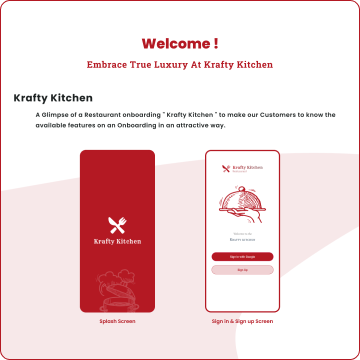 Welcome !
Embrace True Luxury At Krafty Kitchen
Krafty Kitchen
A Glimpse of a Restaurant onboarding " Krafty Kitchen " to make our Customers to know the
available features on an Onboarding in an attractive way.
Krafty Kitchen
Krafty Kitchen
Sign in with Google
Sign Up
Splash Screen
Sign in & Sign up Screen